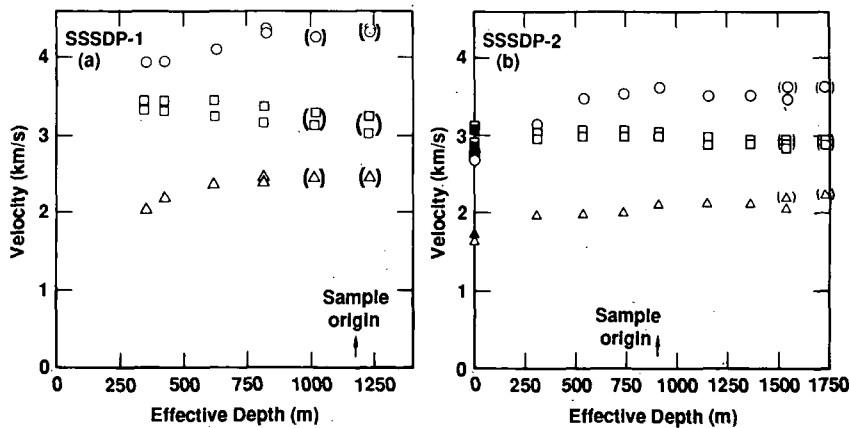 SSSDP-1
(a)
4
3
2
1
0
Velocity (km/s)
Sample
origin
0 250 500 750 1000 1250
Effective Depth (m)
SSSDP-2
(b)
4
3
2
1
0
Velocity (km/s)
Sample
origin
0 250 500 750 1000 1250 1500 1750
Effective Depth (m)